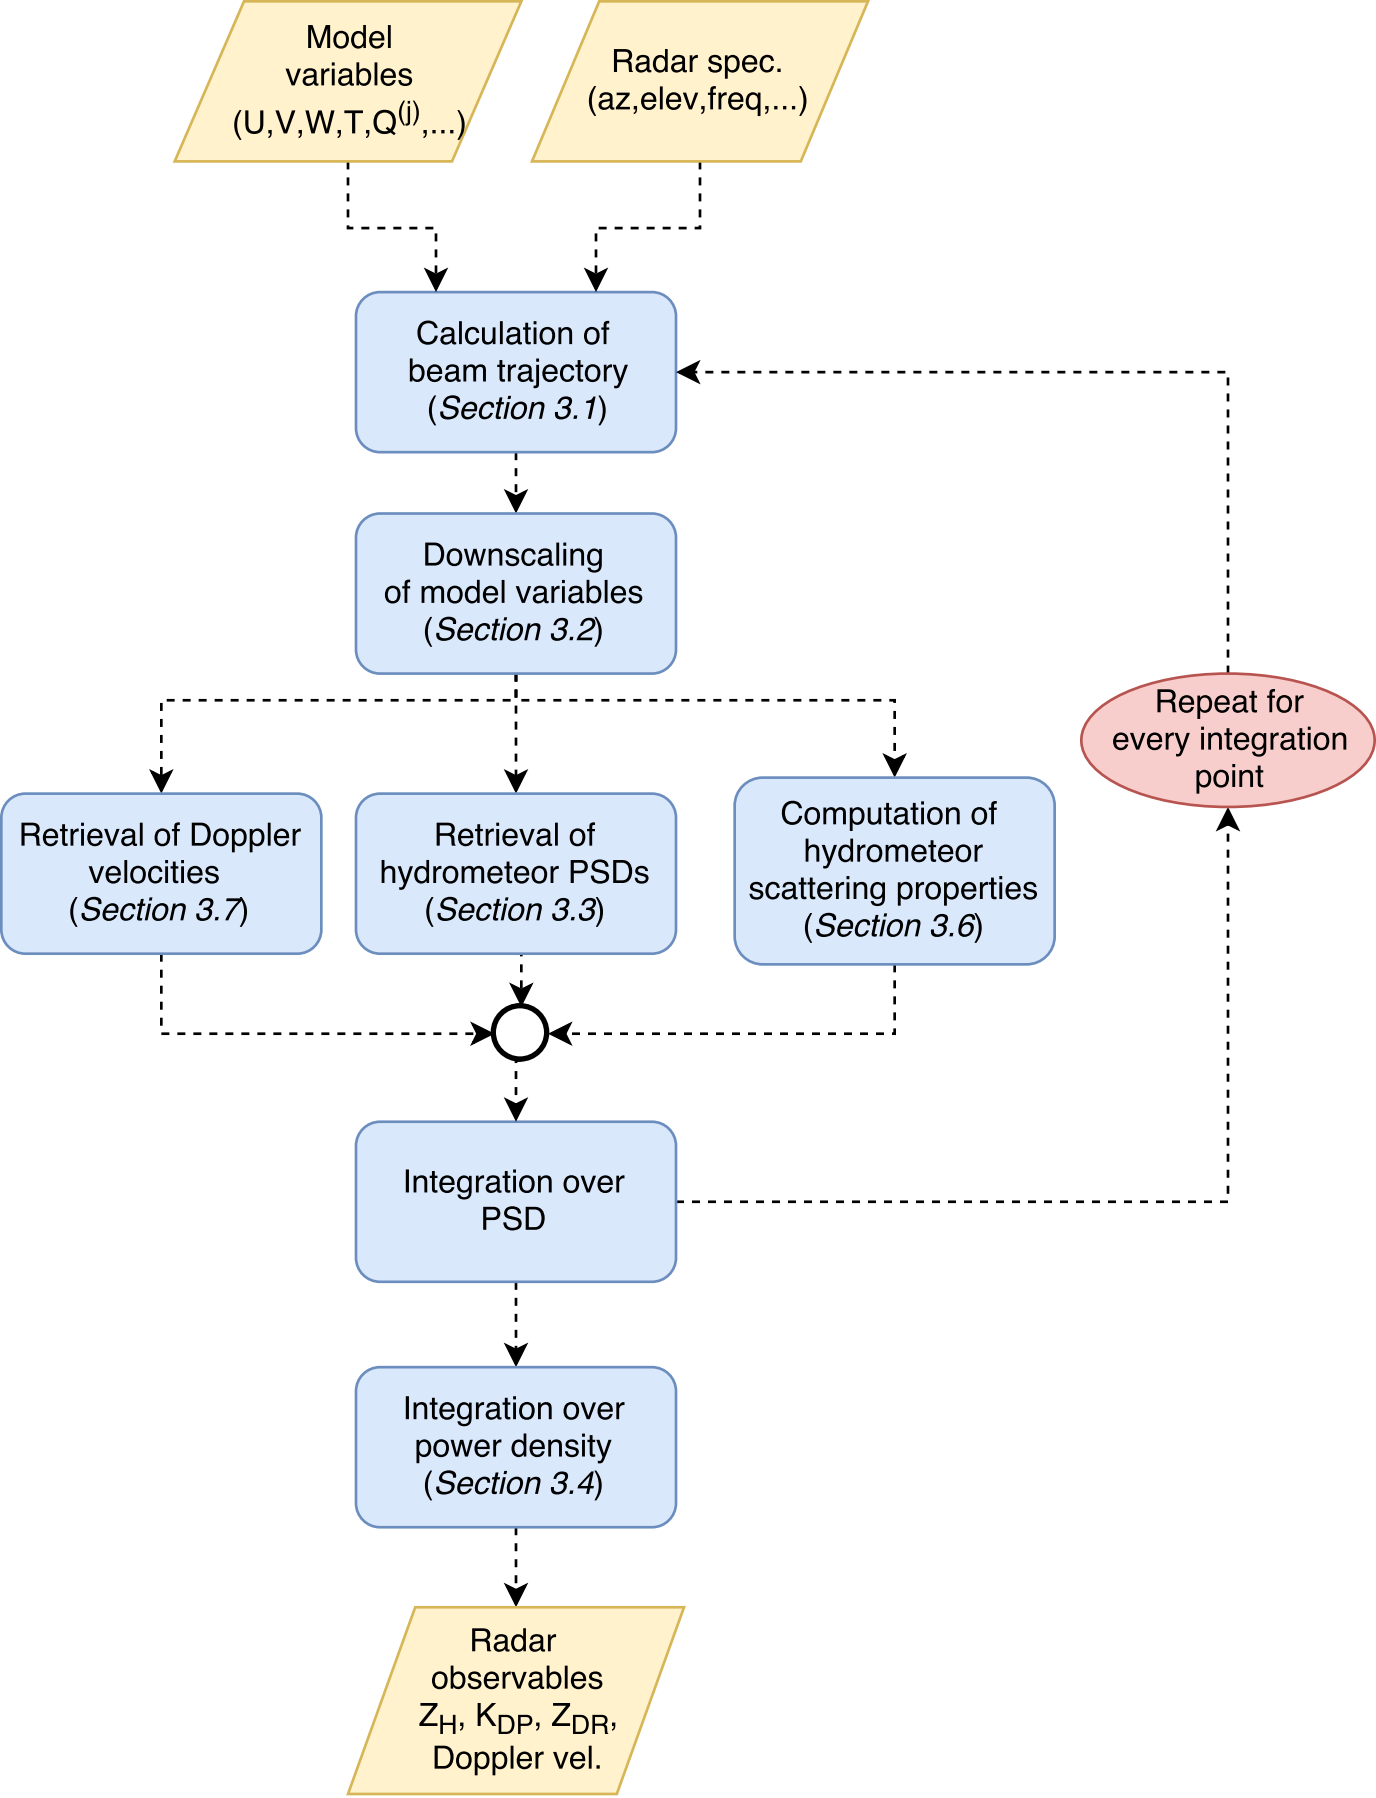 Model
variables
(U,V,W,T,Q^(j),...)
Radar spec.
(az,elev,freq,...)
Calculation of
beam trajectory
(Section 3.1)
Downscaling
of model variables
(Section 3.2)
Repeat for
every integration
point
Retrieval of Doppler
velocities
(Section 3.7)
Retrieval of
hydrometeor PSDs
(Section 3.3)
Computation of
hydrometeor
scattering properties
(Section 3.6)
Integration over
PSD
Integration over
power density
(Section 3.4)
Radar
observables
Z_H, K_DP, Z_DR,
Doppler vel.